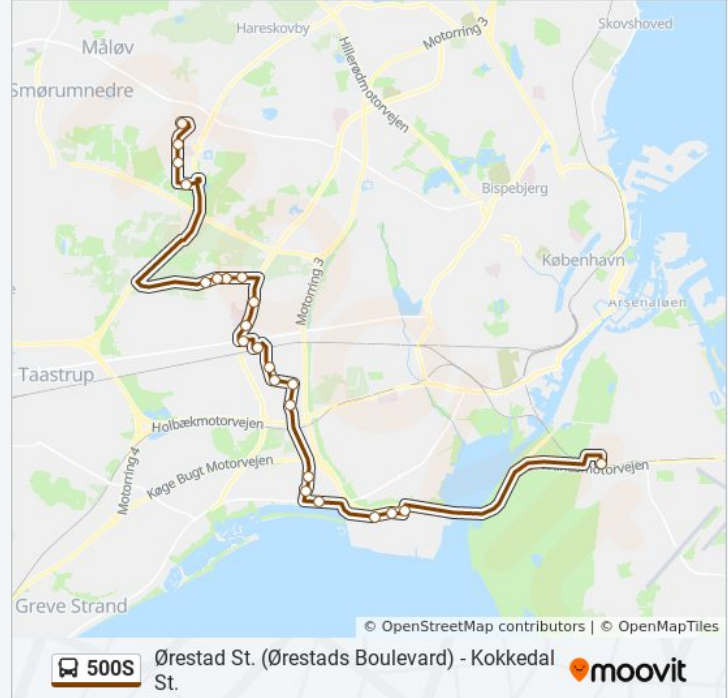 Skovshoved
Hareskovby
Motorring 3
Måløv
Hillerødmotorvejen
Smørumnedre
Bispebjerg
København
Motorring 3
Arsenaløen
Taastrup
Holbækmotorvejen
Motorring 4
Køge Bugt Motorvejen
Greve Strand
© OpenStreetMap contributors | © OpenMapTiles
500S
Ørestad St. (Ørestads Boulevard) - Kokkedal
St.
moovit